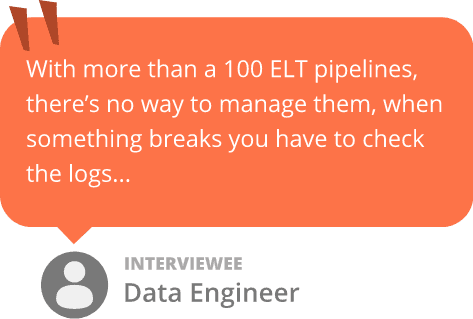 With more than a 100 ELT pipelines,
there’s no way to manage them, when
something breaks you have to check
the logs...
INTERVIEWEE
Data Engineer